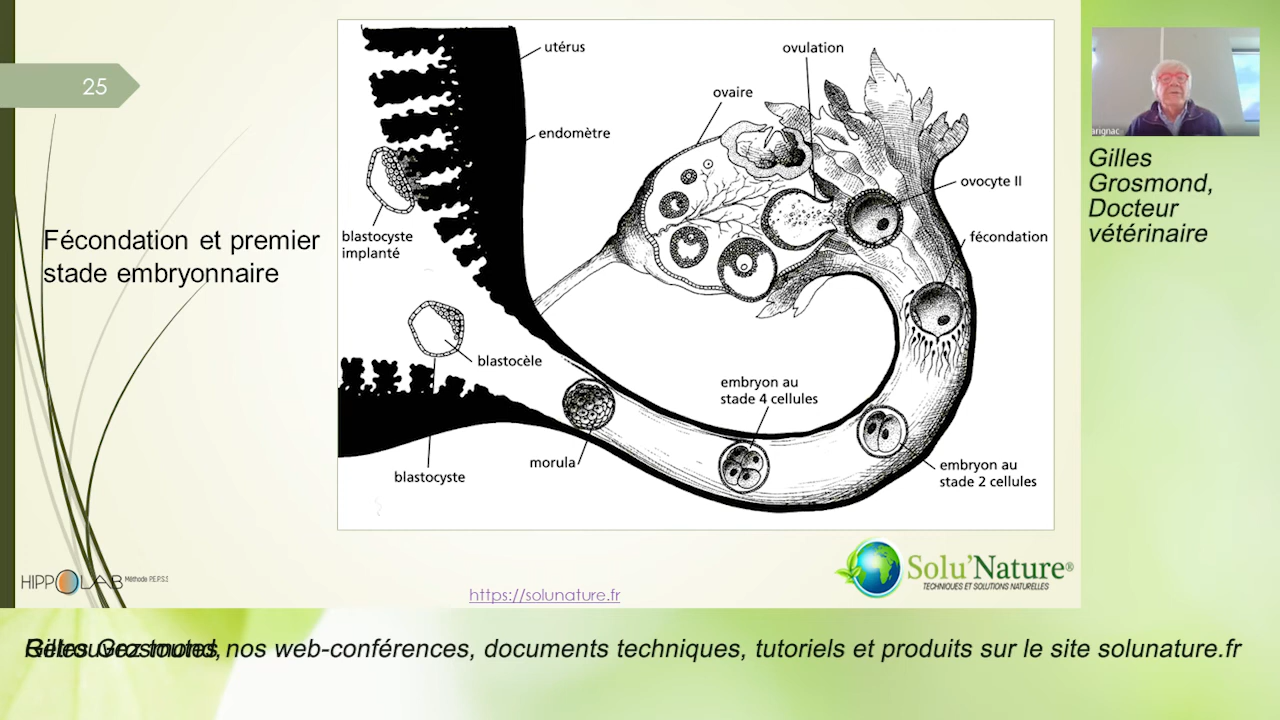 25
Fécondation et premier
stade embryonnaire
utérus
ovulation
ovaire
endomètre
ovocyte II
fécondation
blastocyste
implanté
blastocèle
embryon au
stade 4 cellules
morula
blastocyste
embryon au
stade 2 cellules
arignac
Gilles
Grosmond,
Docteur
vétérinaire
HIPPOLAB Méthode P.E.P.S.S
https://solunature.fr
Solu'Nature®
TECHNIQUES ET SOLUTIONS NATURELLES
Gilles Grosmond,
Retrouvez toutes nos web-conférences, documents techniques, tutoriels et produits sur le site solunature.fr